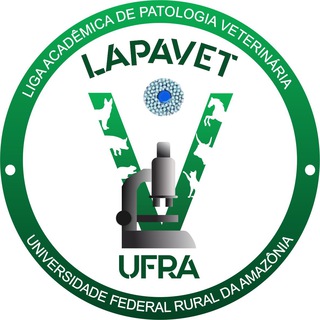 LIGA ACADÊMICA DE PATOLOGIA VETERINÁRIA
LAPAVET
UFRA
UNIVERSIDADE FEDERAL RURAL DA AMAZÔNIA